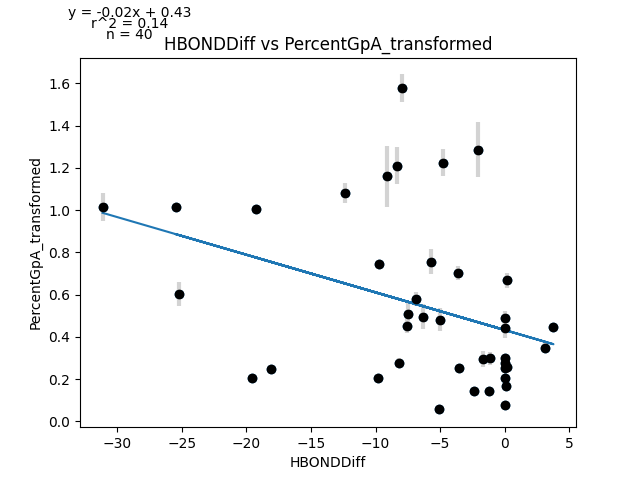 y = -0.02x + 0.43
r^2 = 0.14
n = 40
HBONDDiff vs PercentGpA_transformed
PercentGpA_transformed
1.6
1.4
1.2
1.0
0.8
0.6
0.4
0.2
0.0
−30 −25 −20 −15 −10 −5 0 5
HBONDDiff